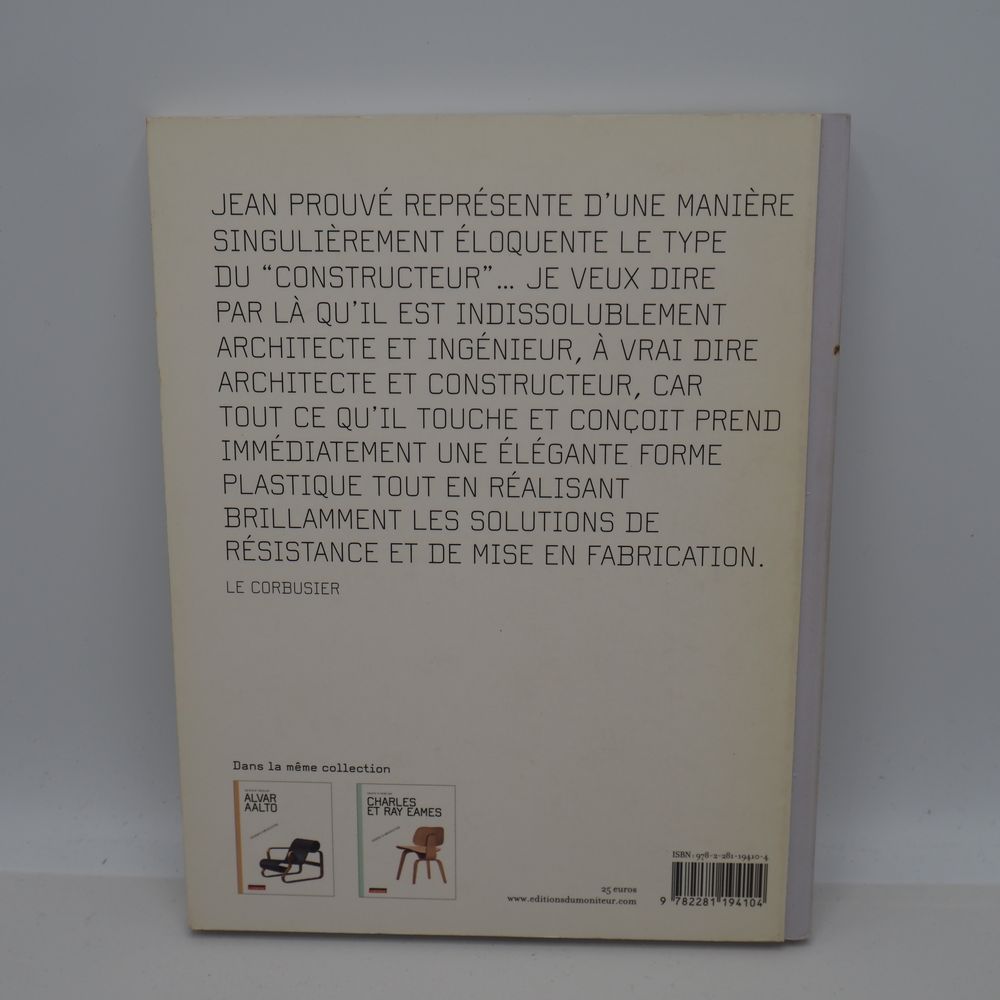 JEAN PROUVÉ REPRÉSENTE D'UNE MANIÈRE
SINGULIÈREMENT ÉLOQUENTE LE TYPE
DU “CONSTRUCTEUR”... JE VEUX DIRE
PAR LÀ QU'IL EST INDISSOLUBLEMENT
ARCHITECTE ET INGÉNIEUR, À VRAI DIRE
ARCHITECTE ET CONSTRUCTEUR, CAR
TOUT CE QU'IL TOUCHE ET CONÇOIT PREND
IMMÉDIATEMENT UNE ÉLÉGANTE FORME
PLASTIQUE TOUT EN RÉALISANT
BRILLAMMENT LES SOLUTIONS DE
RÉSISTANCE ET DE MISE EN FABRICATION.
LE CORBUSIER
Dans la même collection
ALVAR
AALTO
CHARLES
ET RAY EAMES
25 euros
www.editionsdumoniteur.com
ISBN : 978-2-281-19410-4
9 782281 194104